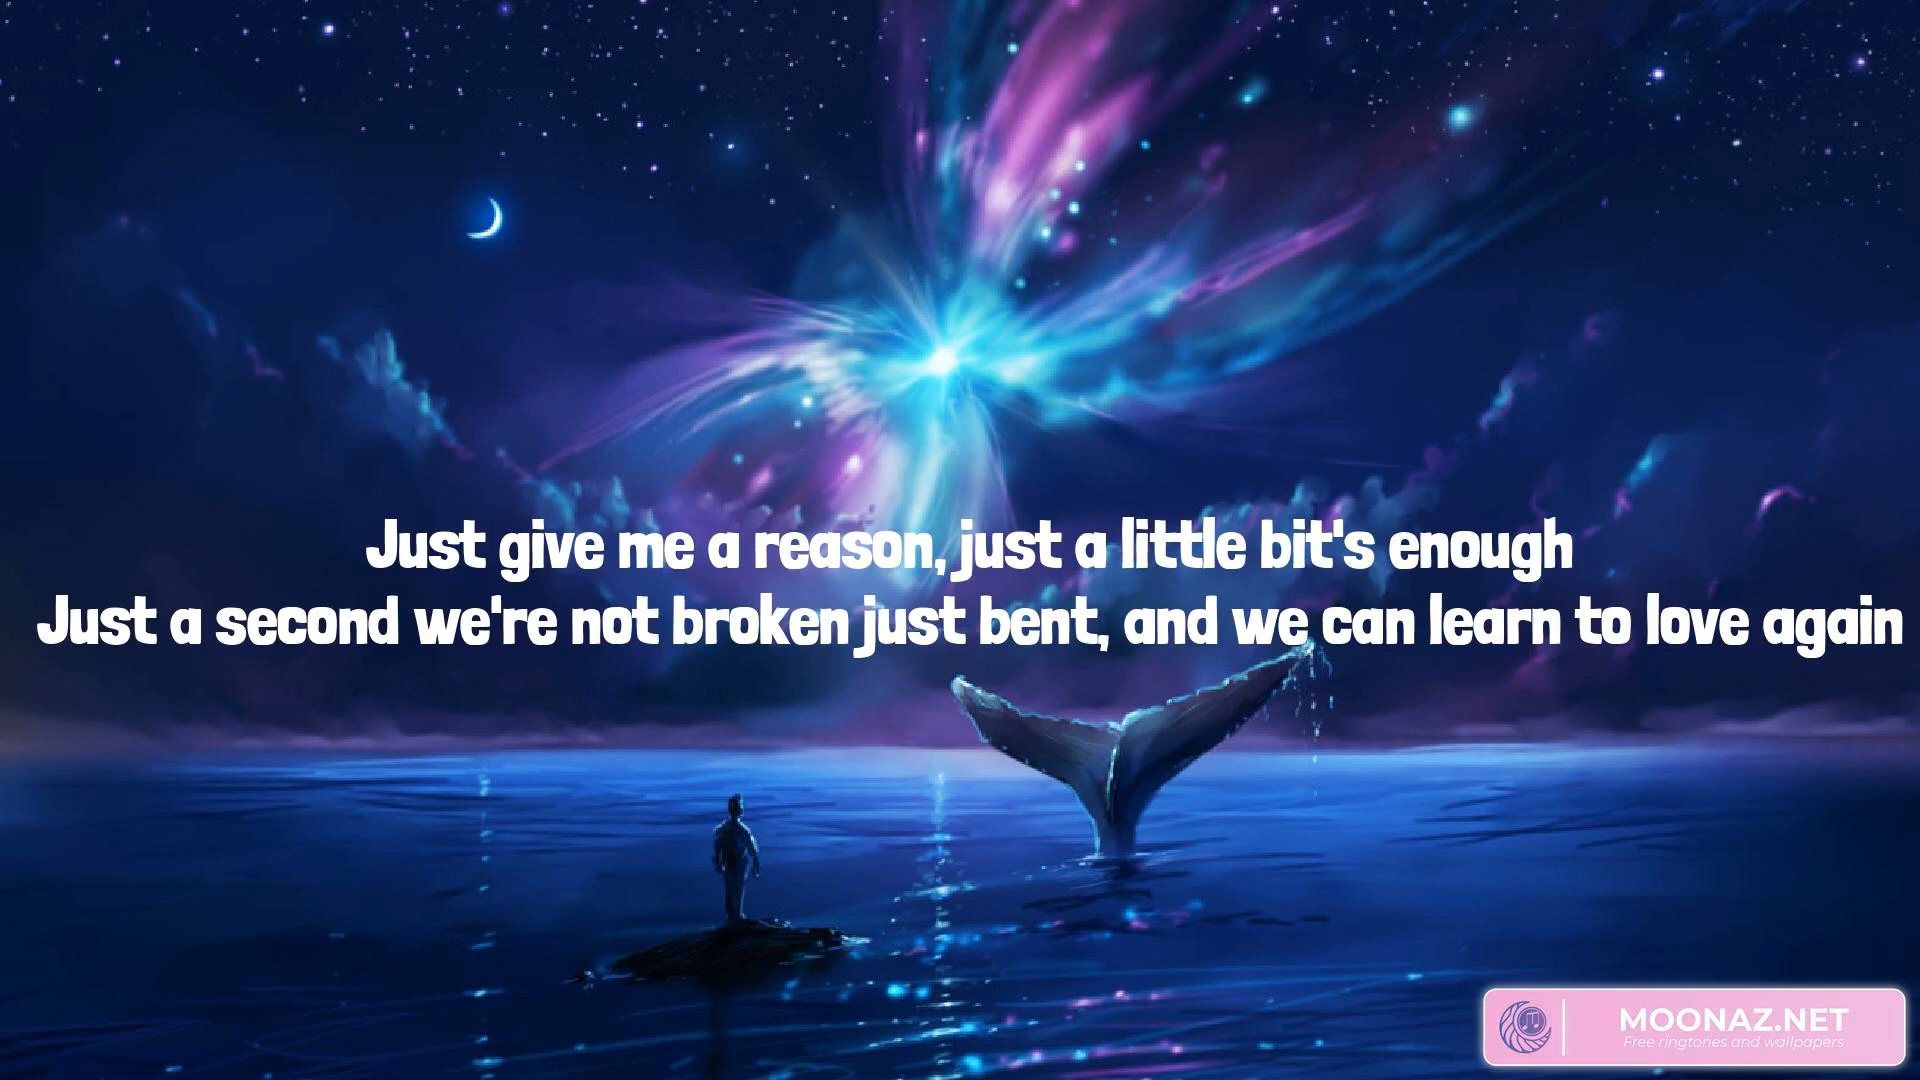 Just give me a reason, just a little bit's enough
Just a second we're not broken just bent, and we can learn to love again
MOONAZ.NET
Free ringtones and wallpapers